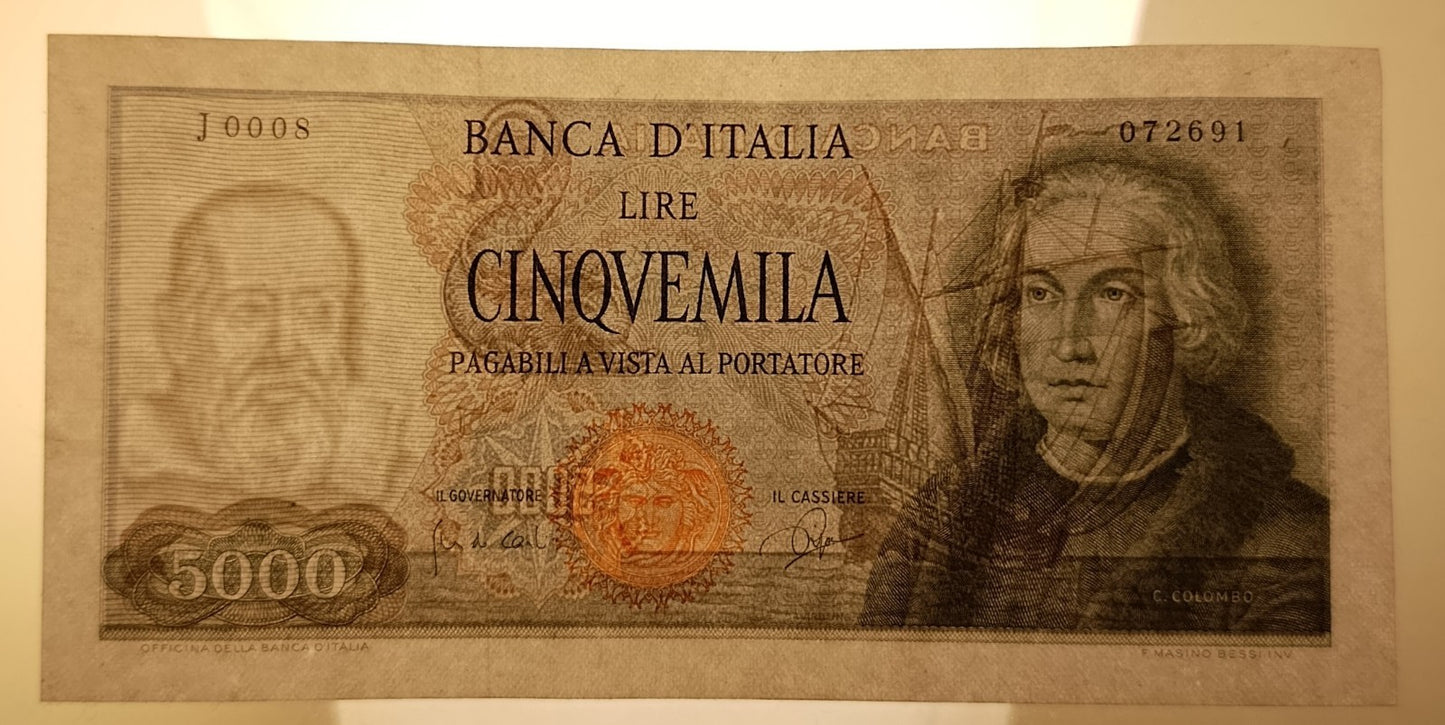 J 0008
072691
BANCA D'ITALIA
LIRE
CINQVEMILA
PAGABILI A VISTA AL PORTATORE
IL GOVERNATORE
IL CASSIERE
5000
C. COLOMBO
OFFICINA DELLA BANCA D'ITALIA
F. MASINO BESSI INV.